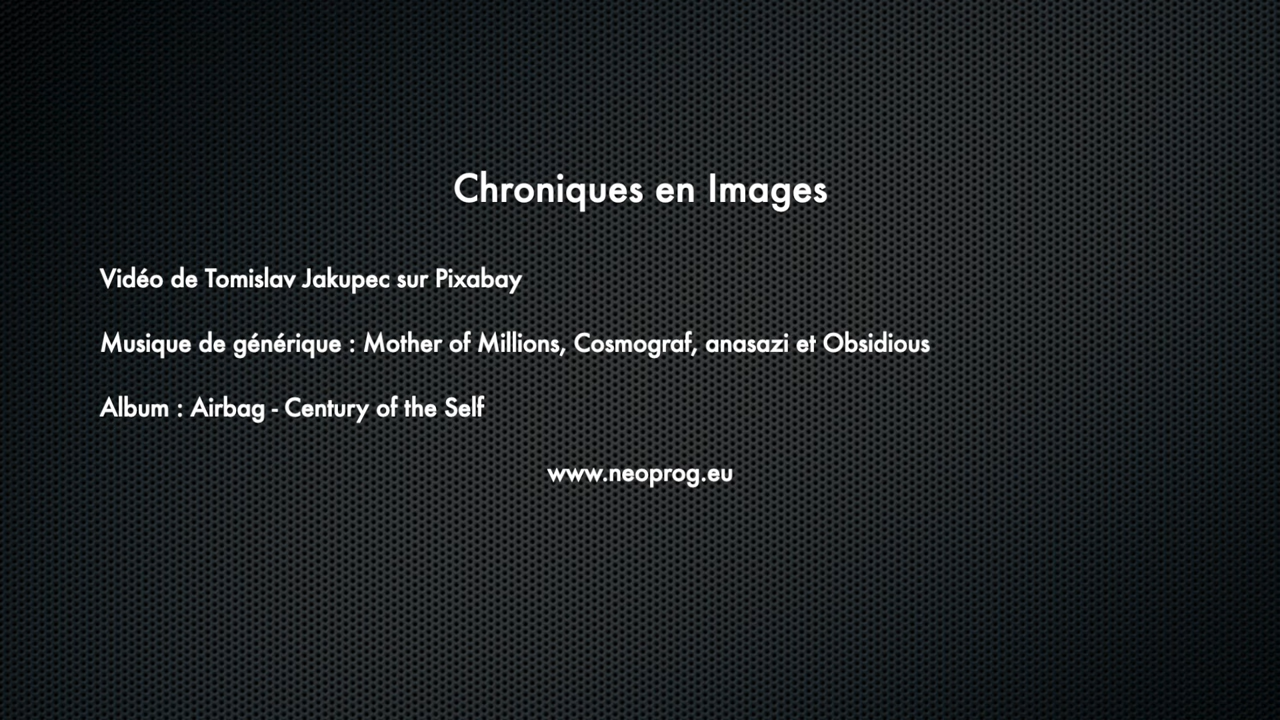 Chroniques en Images
Vidéo de Tomislav Jakupec sur Pixabay
Musique de générique : Mother of Millions, Cosmograf, anasazi et Obsidious
Album : Airbag - Century of the Self
www.neoprog.eu